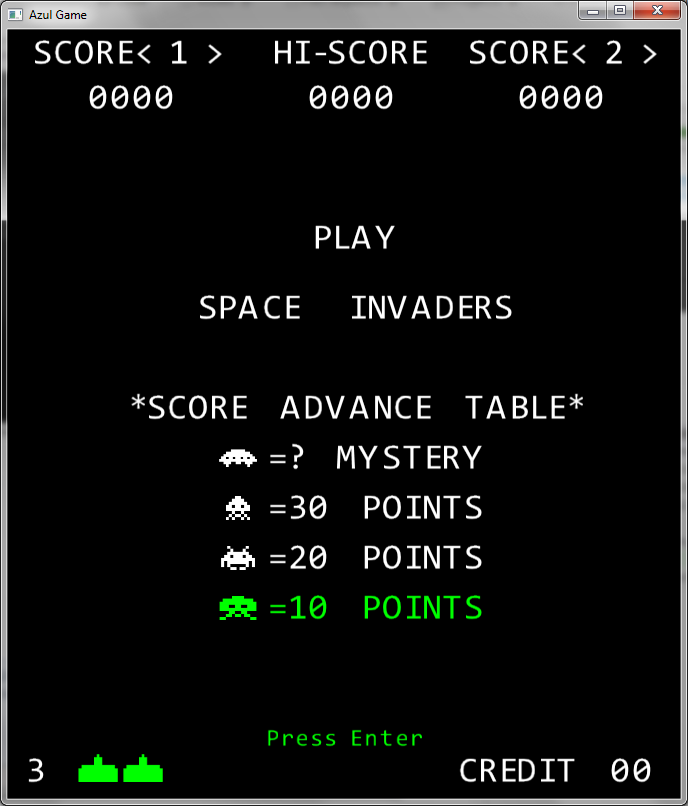 Azul Game
SCORE< 1 > HI-SCORE SCORE< 2 >
0000 0000 0000
PLAY
SPACE INVADERS
*SCORE ADVANCE TABLE*
=? MYSTERY
=30 POINTS
=20 POINTS
=10 POINTS
Press Enter
3 CREDIT 00